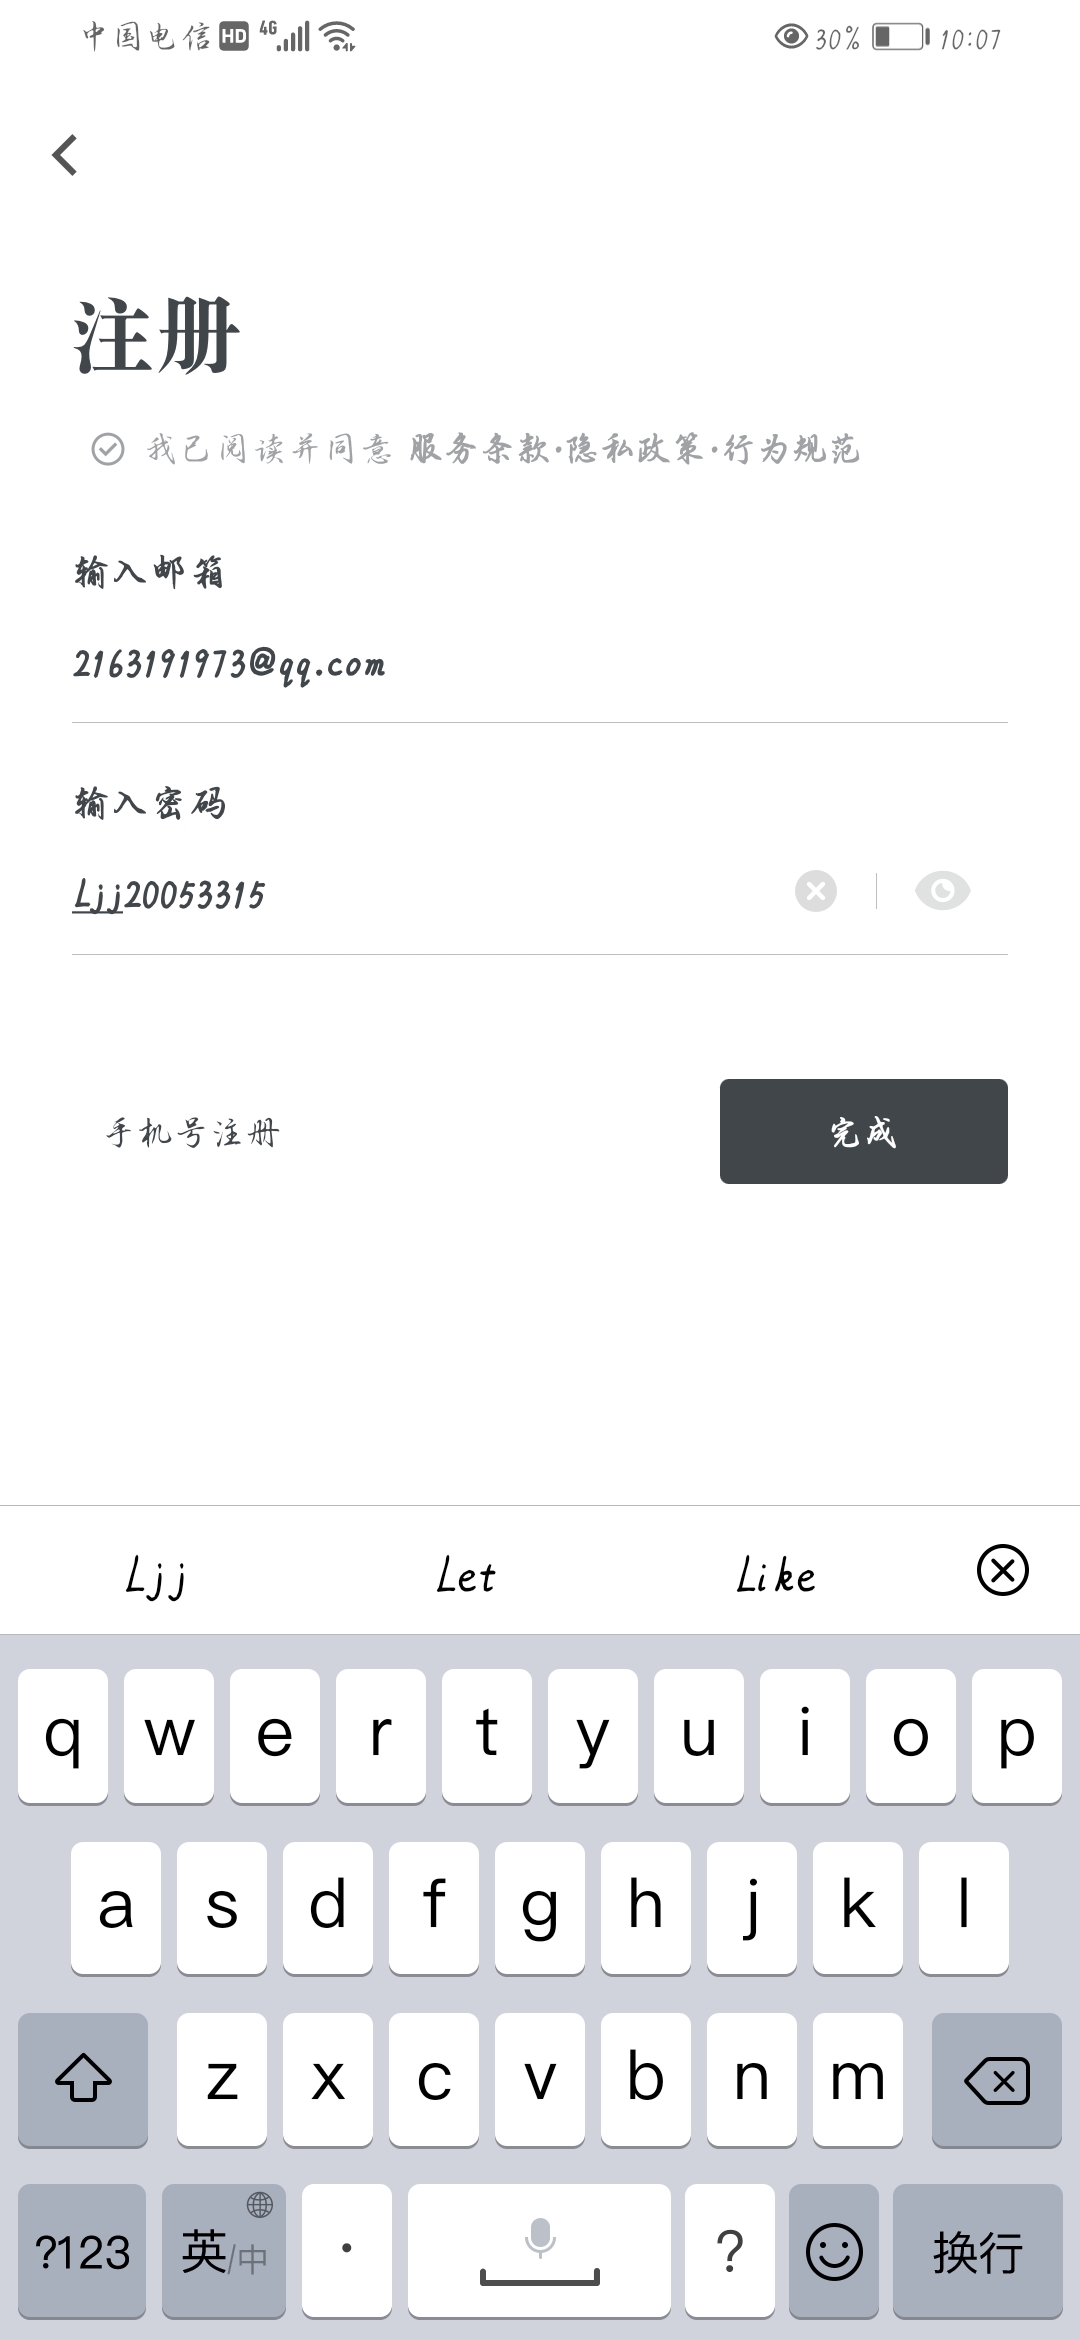 中国电信 HD 4G 30% 10:07
注册
我已阅读并同意 服务条款·隐私政策·行为规范
输入邮箱
2163191973@qq.com
输入密码
Ljj20053315
手机号注册 完成
Ljj Let Like
q w e r t y u i o p
a s d f g h j k l
z x c v b n m
?123 英/中 · ? 换行